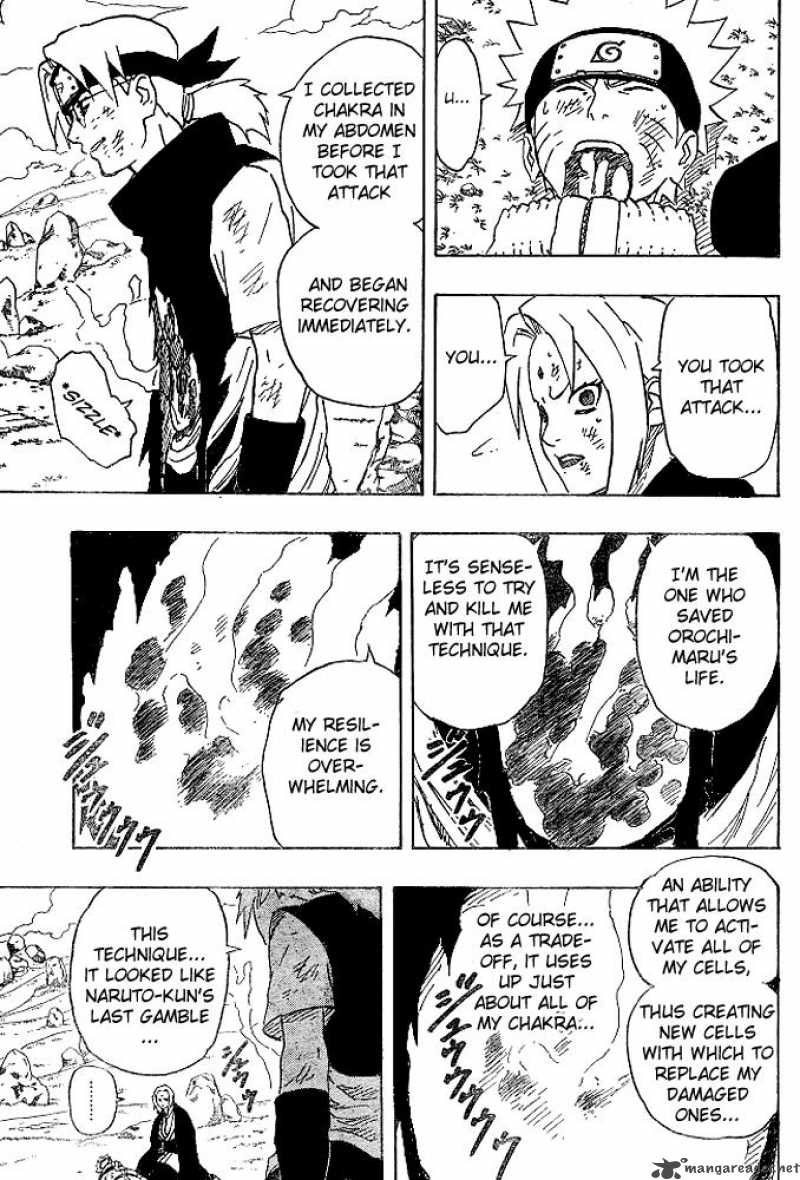 U...
YOU TOOK
THAT
ATTACK...
YOU...
I COLLECTED
CHAKRA IN
MY ABDOMEN
BEFORE I
TOOK THAT
ATTACK
AND BEGAN
RECOVERING
IMMEDIATELY.
*SIZZLE*
I'M THE
ONE WHO
SAVED
OROCHI-
MARU'S
LIFE.
IT'S SENSE-
LESS TO TRY
AND KILL ME
WITH THAT
TECHNIQUE.
MY RESIL-
IENCE IS
OVER-
WHELMING.
AN ABILITY
THAT ALLOWS
ME TO ACTI-
VATE ALL OF
MY CELLS,
THUS CREATING
NEW CELLS
WITH WHICH TO
REPLACE MY
DAMAGED
ONES...
OF COURSE...
AS A TRADE-
OFF, IT USES
UP JUST
ABOUT ALL OF
MY CHAKRA...
THIS
TECHNIQUE...
IT LOOKED LIKE
NARUTO-KUN'S
LAST GAMBLE
...
.........
mangareader.net